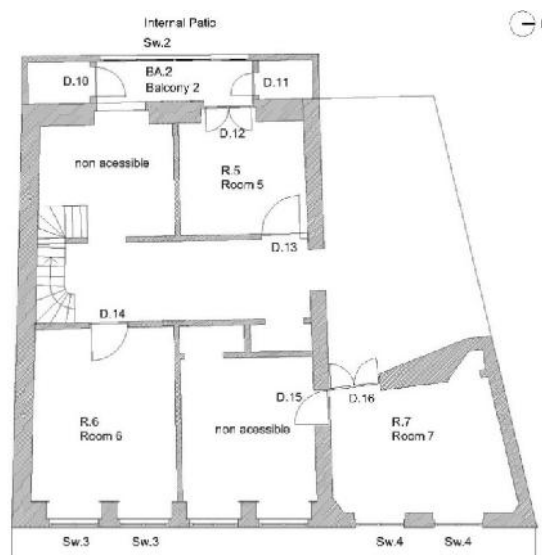 Internal Patio
Sw.2
D.10
BA.2
Balcony 2
D.11
D.12
non acessible
R.5
Room 5
D.13
D.14
D.15
D.16
R.6
Room 6
non acessible
R.7
Room 7
Sw.3
Sw.3
Sw.4
Sw.4